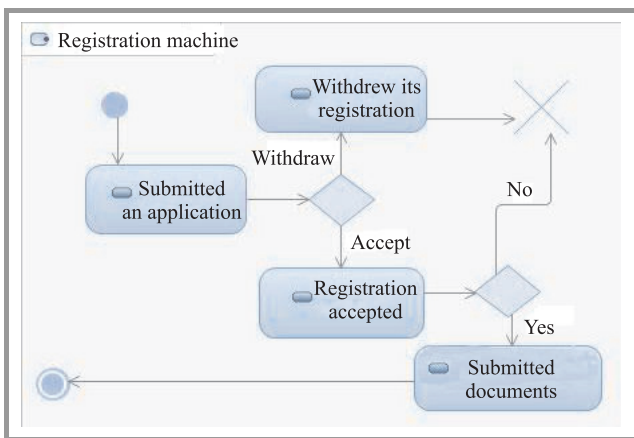 Registration machine
Withdrew its
registration
Withdraw
Submitted
an application
No
Accept
Registration
accepted
Yes
Submitted
documents